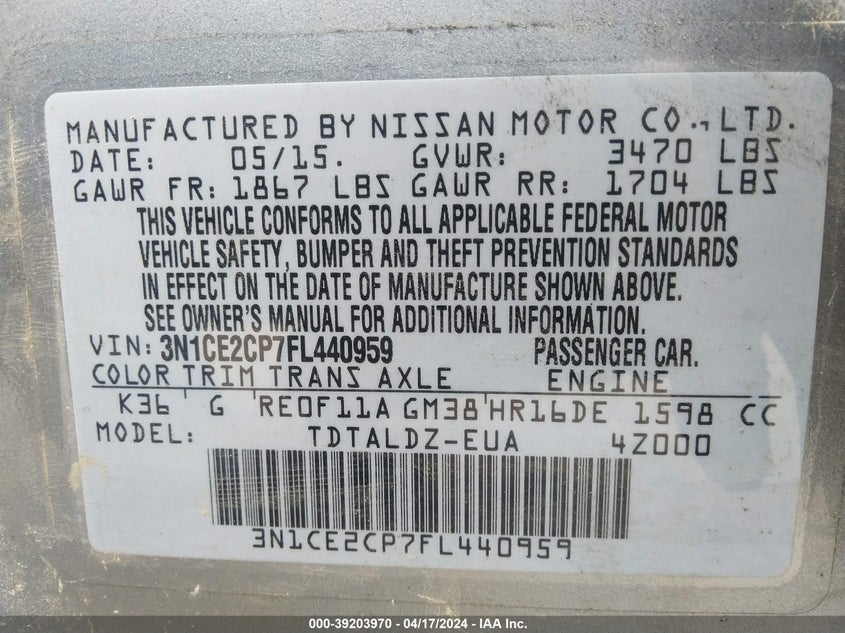 MANUFACTURED BY NISSAN MOTOR CO., LTD.
DATE: 05/15. GVWR: 3470 LBS
GAWR FR: 1867 LBS GAWR RR: 1704 LBS
THIS VEHICLE CONFORMS TO ALL APPLICABLE FEDERAL MOTOR
VEHICLE SAFETY, BUMPER AND THEFT PREVENTION STANDARDS
IN EFFECT ON THE DATE OF MANUFACTURE SHOWN ABOVE.
SEE OWNER'S MANUAL FOR ADDITIONAL INFORMATION.
VIN: 3N1CE2CP7FL440959 PASSENGER CAR.
COLOR TRIM TRANS AXLE ENGINE
K36 G RE0F11A GM38 HR16DE 1598 CC
MODEL: TDTALDZ-EUA 4Z000
3N1CE2CP7FL440959
000-39203970 - 04/17/2024 - IAA Inc.